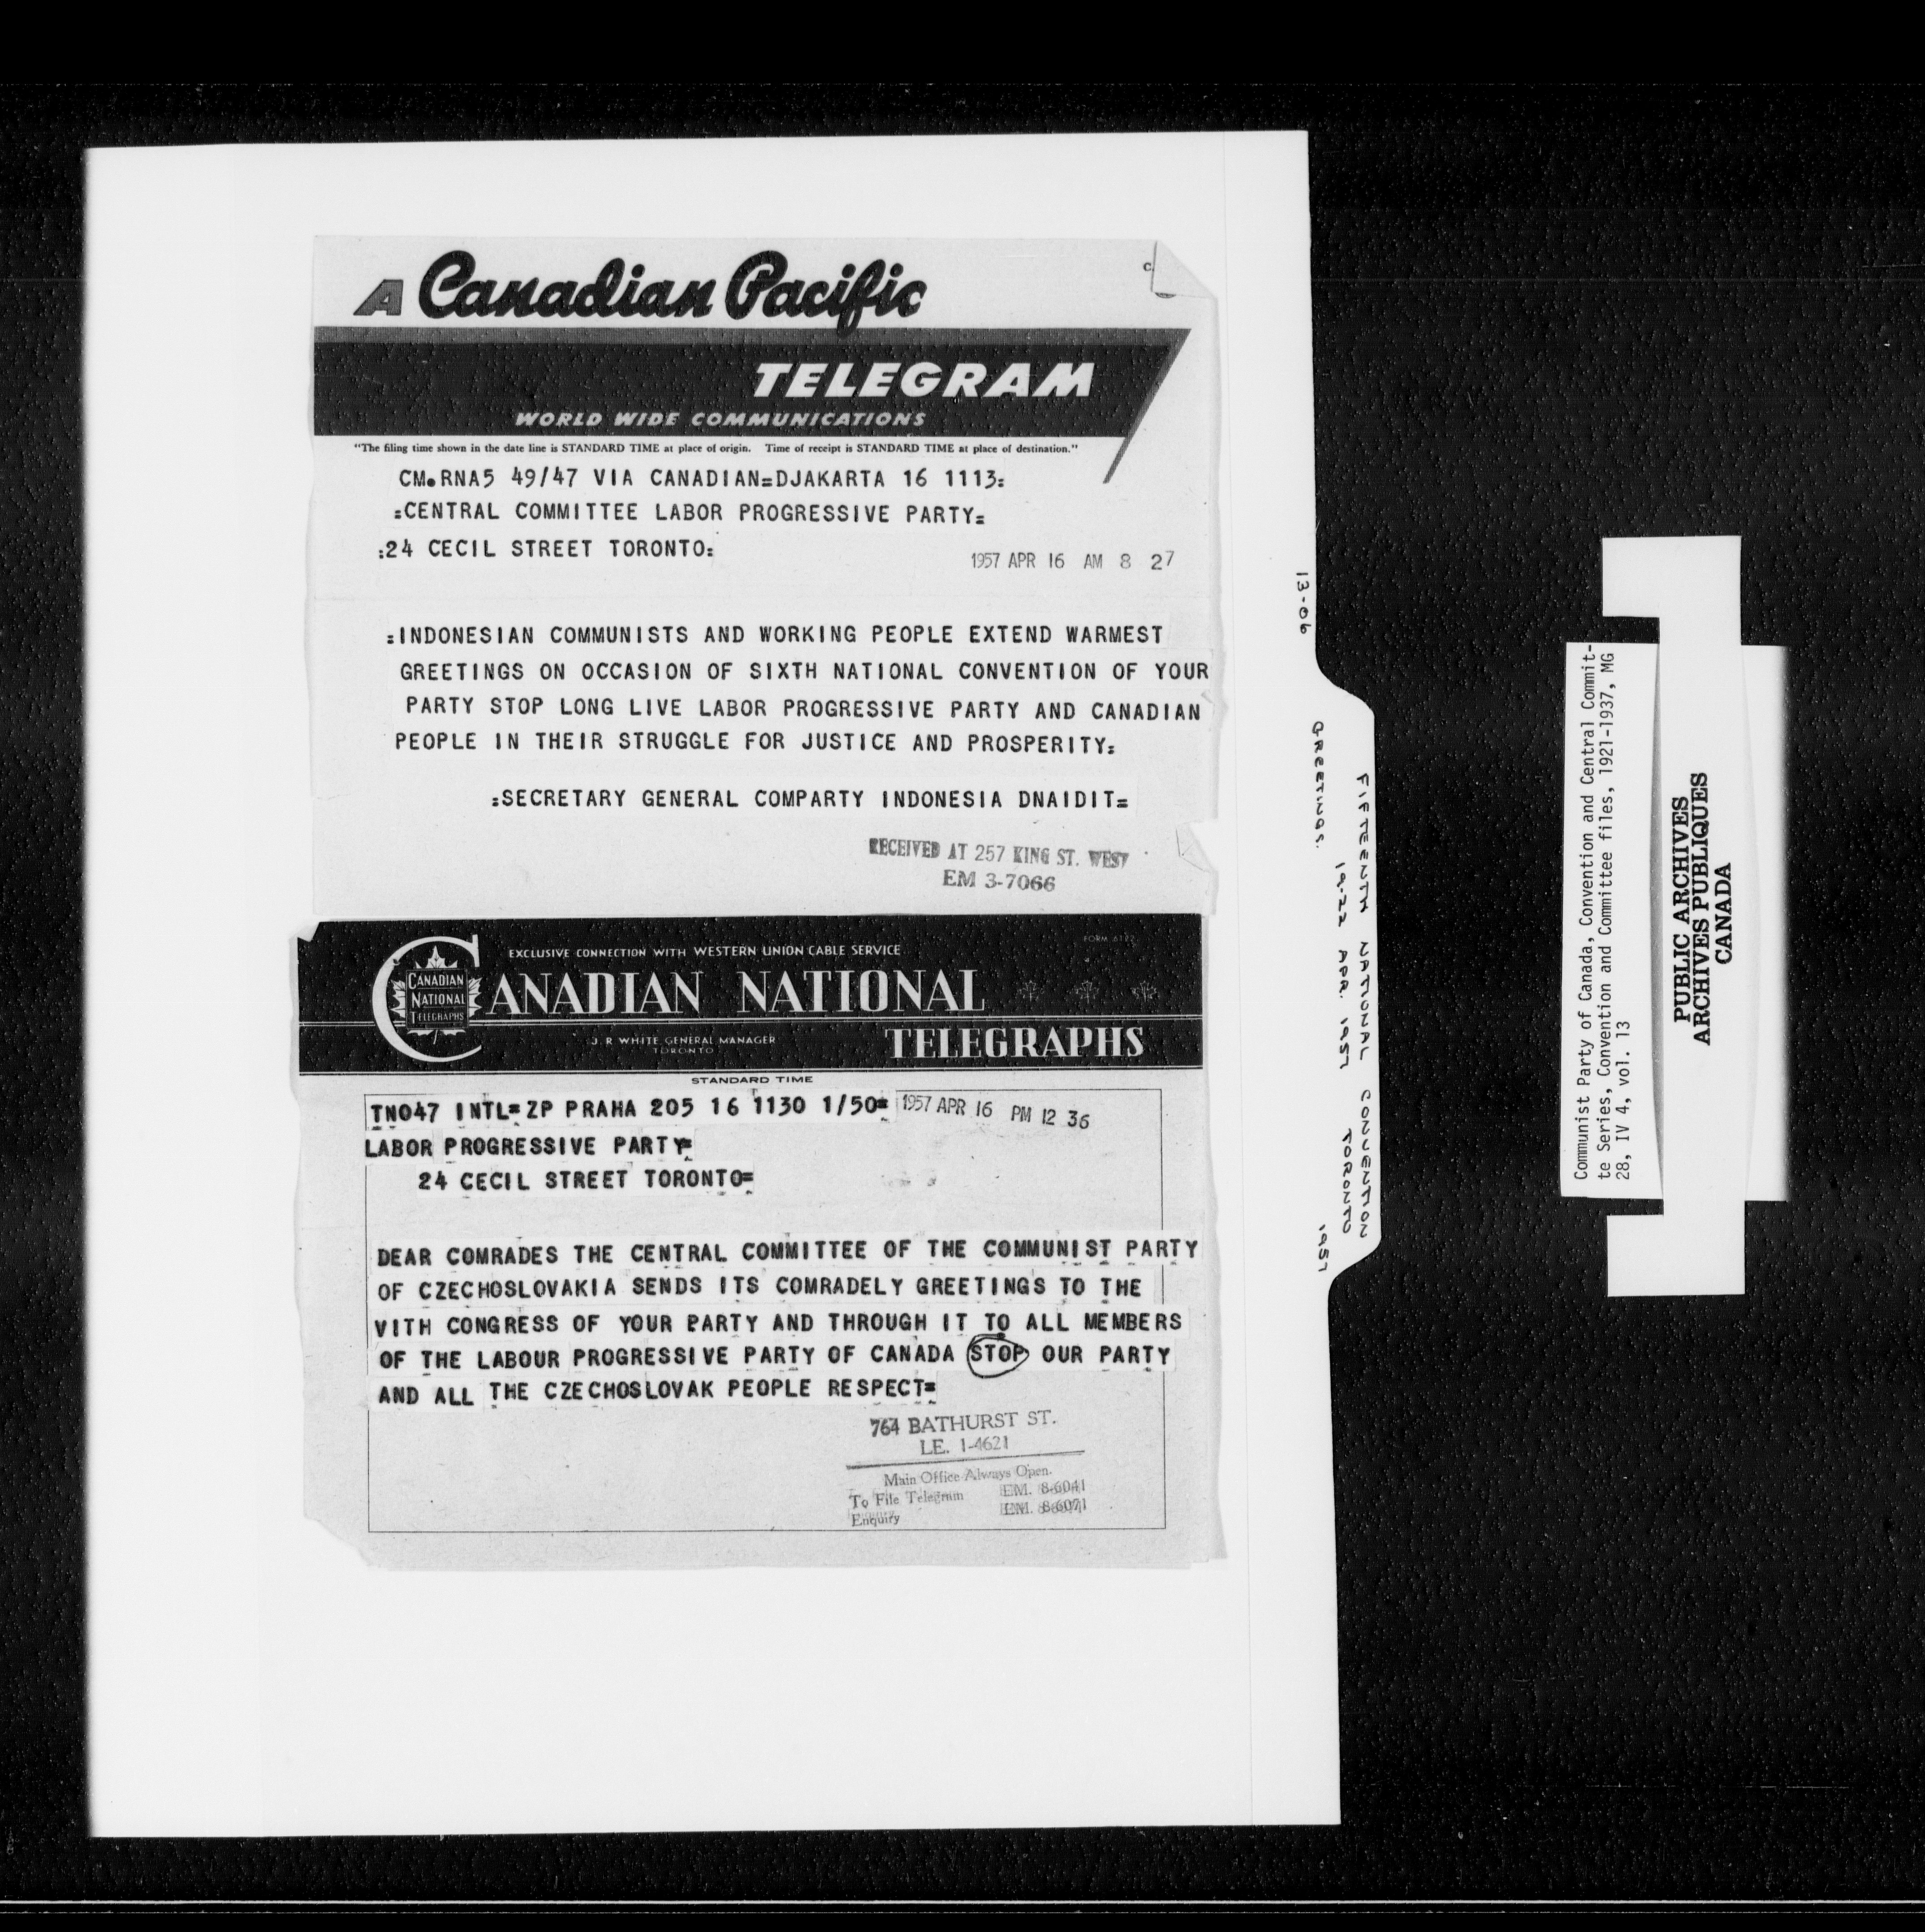 A Canadian Pacific
TELEGRAM
WORLD WIDE COMMUNICATIONS
"The filing time shown in the date line is STANDARD TIME at place of origin. Time of receipt is STANDARD TIME at place of destination."
CM.RNA5 49/47 VIA CANADIAN=DJAKARTA 16 1113=
=CENTRAL COMMITTEE LABOR PROGRESSIVE PARTY=
:24 CECIL STREET TORONTO:
1957 APR 16 AM 8 27
=INDONESIAN COMMUNISTS AND WORKING PEOPLE EXTEND WARMEST
GREETINGS ON OCCASION OF SIXTH NATIONAL CONVENTION OF YOUR
PARTY STOP LONG LIVE LABOR PROGRESSIVE PARTY AND CANADIAN
PEOPLE IN THEIR STRUGGLE FOR JUSTICE AND PROSPERITY=
=SECRETARY GENERAL COMPARTY INDONESIA DNAIDIT=
RECEIVED AT 257 KING ST. WEST
EM 3-7066
EXCLUSIVE CONNECTION WITH WESTERN UNION CABLE SERVICE
CANADIAN NATIONAL
TELEGRAPHS
CANADIAN
NATIONAL
TELEGRAPHS
J. R WHITE GENERAL MANAGER
TORONTO
STANDARD TIME
TN047 INTL=ZP PRAHA 205 16 1130 1/50= 1957 APR 16 PM 12 36
LABOR PROGRESSIVE PARTY=
24 CECIL STREET TORONTO=
DEAR COMRADES THE CENTRAL COMMITTEE OF THE COMMUNIST PARTY
OF CZECHOSLOVAKIA SENDS ITS COMRADELY GREETINGS TO THE
VITH CONGRESS OF YOUR PARTY AND THROUGH IT TO ALL MEMBERS
OF THE LABOUR PROGRESSIVE PARTY OF CANADA STOP OUR PARTY
AND ALL THE CZECHOSLOVAK PEOPLE RESPECT=
764 BATHURST ST.
LE. 1-4621
Main Office Always Open.
To File Telegram EM. 8-6041
Enquiry EM. 8-6071
13-06
FIFTEENTH NATIONAL CONVENTION
19-22 APR. 1957 TORONTO
GREETINGS. 1957
Communist Party of Canada, Convention and Central Commit-
te Series, Convention and Committee files, 1921-1937, MG
28, IV 4, vol. 13
PUBLIC ARCHIVES
ARCHIVES PUBLIQUES
CANADA